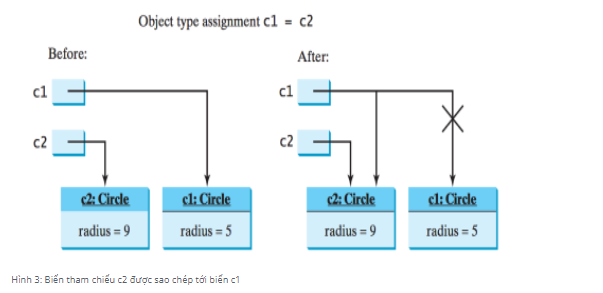 Object type assignment c1 = c2
Before:
After:
c1
c1
c2
c2
c2: Circle
c1: Circle
c2: Circle
c1: Circle
radius = 9
radius = 5
radius = 9
radius = 5
Hình 3: Biến tham chiếu c2 được sao chép tới biến c1